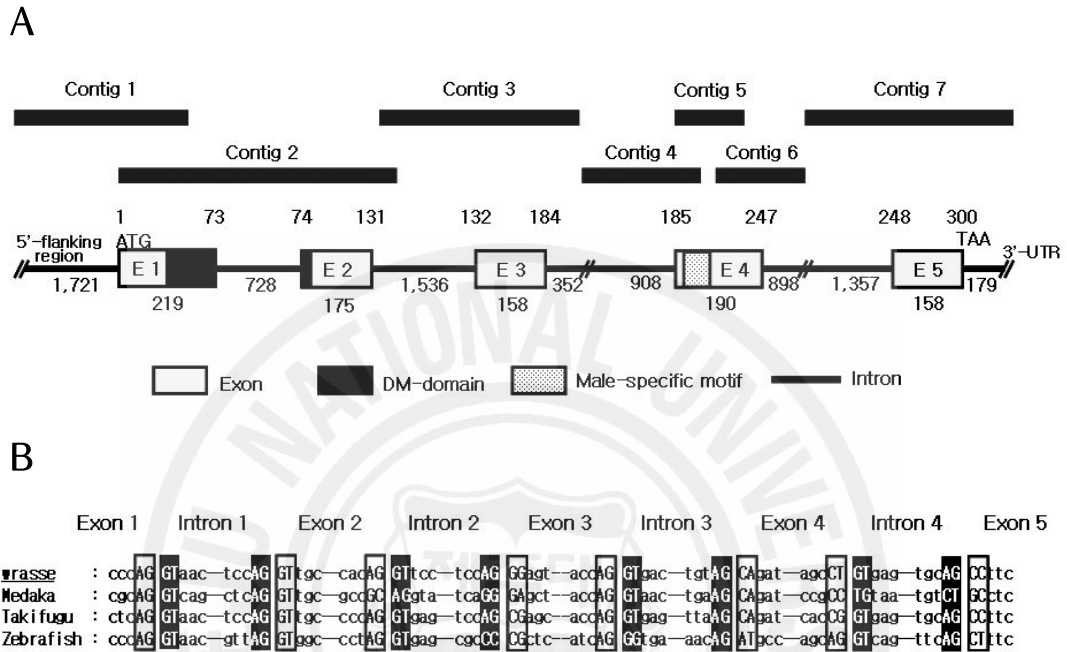 A
Contig 1 Contig 3 Contig 5 Contig 7
Contig 2 Contig 4 Contig 6
1 73 74 131 132 184 185 247 248 300
5'-flanking region ATG TAA 3'-UTR
E 1 E 2 E 3 E 4 E 5
1,721 728 1,536 352 908 898 1,357 179
219 175 158 190 158
Exon DM-domain Male-specific motif Intron
NATIONAL UNIVE
B
Exon 1 Intron 1 Exon 2 Intron 2 Exon 3 Intron 3 Exon 4 Intron 4 Exon 5
wrasse : cccAG GTaac--tccAG GTtgc--cacAG GTtcc--tccAG GGagt--accAG GTgac--tgtAG CAgat--agcCT GTgag--tgcAG CCttc
Medaka : cgcAG GTcag--ctcAG GTtgc--gccGC AGgta--tcaGG GAgct--accAG GTaac--tgaAG CAgat--ccgCC TGtaa--tgtCT GCctc
Takifugu : ctcAG GTaac--tccAG GTtgc--cccAG GTgag--tccAG CGagc--accAG GTgag--ttaAG CAgat--cacCG GTgag--tccAG CCttc
Zebrafish : cccAG GTaac--gttAG GTggc--cctAG GTgag--cgcCC CGctc--atcAG GGtga--aacAG ATgcc--agcAG GTcag--ttcAG CTttc